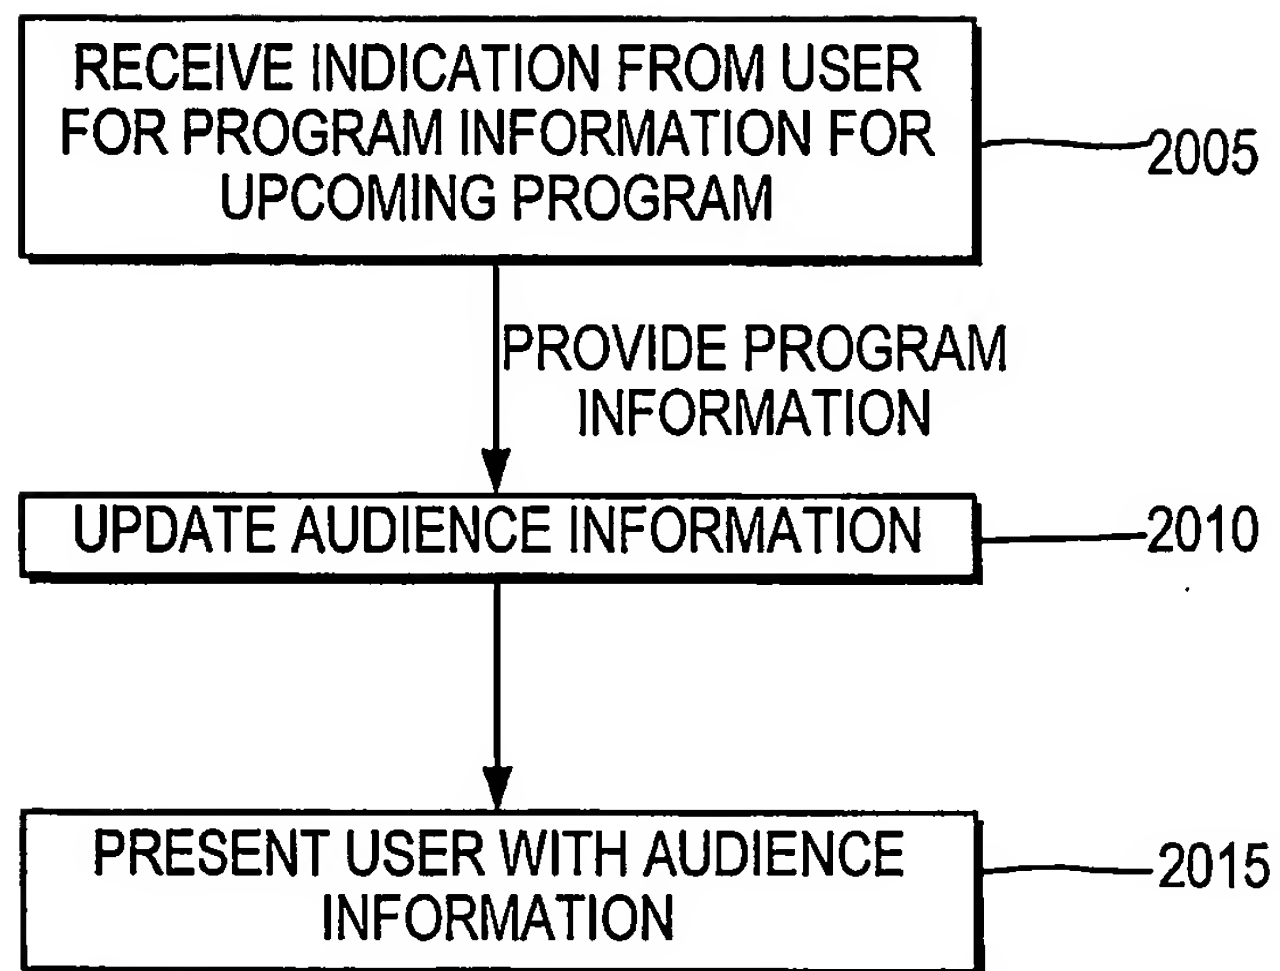 RECEIVE INDICATION FROM USER
FOR PROGRAM INFORMATION FOR
UPCOMING PROGRAM
2005
PROVIDE PROGRAM
INFORMATION
UPDATE AUDIENCE INFORMATION
2010
PRESENT USER WITH AUDIENCE
INFORMATION
2015